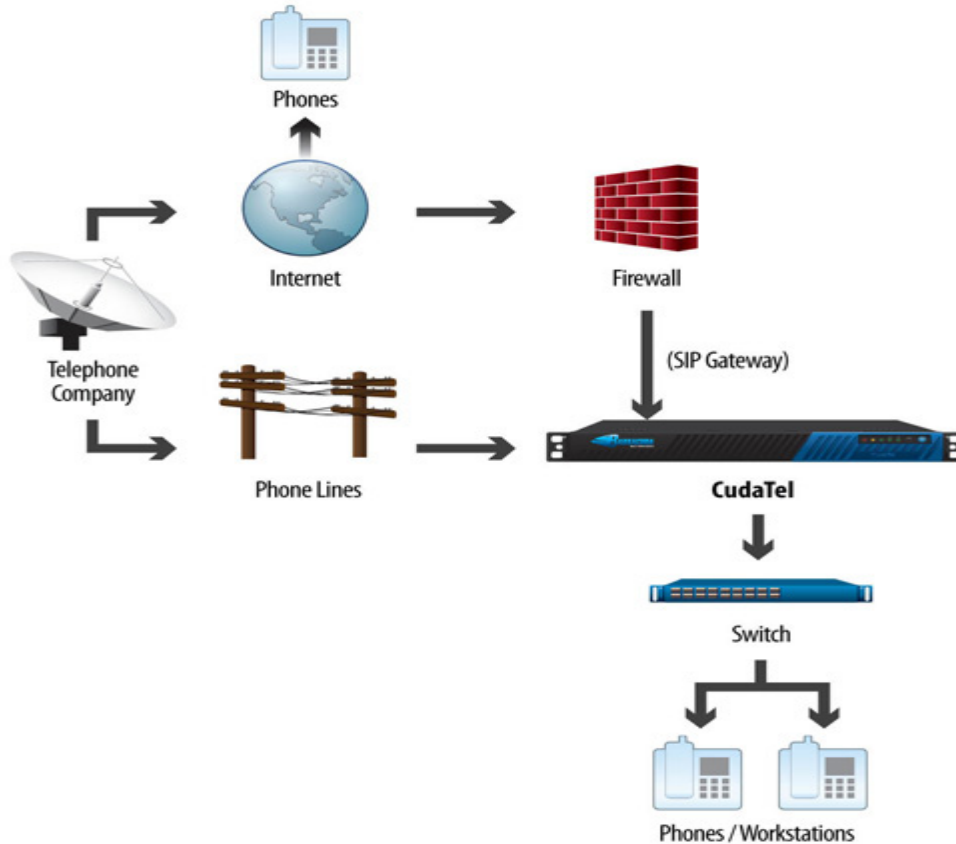 Phones
Internet
Firewall
Telephone
Company
(SIP Gateway)
Phone Lines
CudaTel
Switch
Phones / Workstations